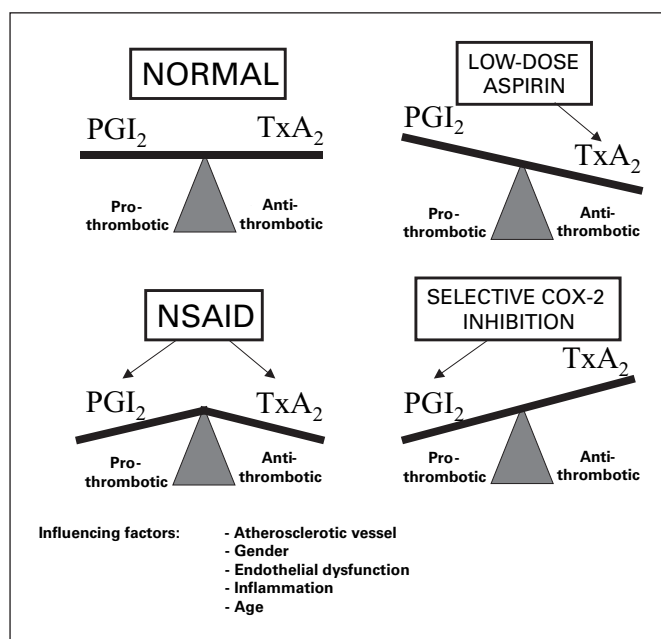 NORMAL
PGI₂ TxA₂
Pro-
thrombotic
Anti-
thrombotic
LOW-DOSE
ASPIRIN
PGI₂
TxA₂
Pro-
thrombotic
Anti-
thrombotic
NSAID
PGI₂ TxA₂
Pro-
thrombotic
Anti-
thrombotic
SELECTIVE COX-2
INHIBITION
TxA₂
PGI₂
Pro-
thrombotic
Anti-
thrombotic
Influencing factors: - Atherosclerotic vessel
- Gender
- Endothelial dysfunction
- Inflammation
- Age